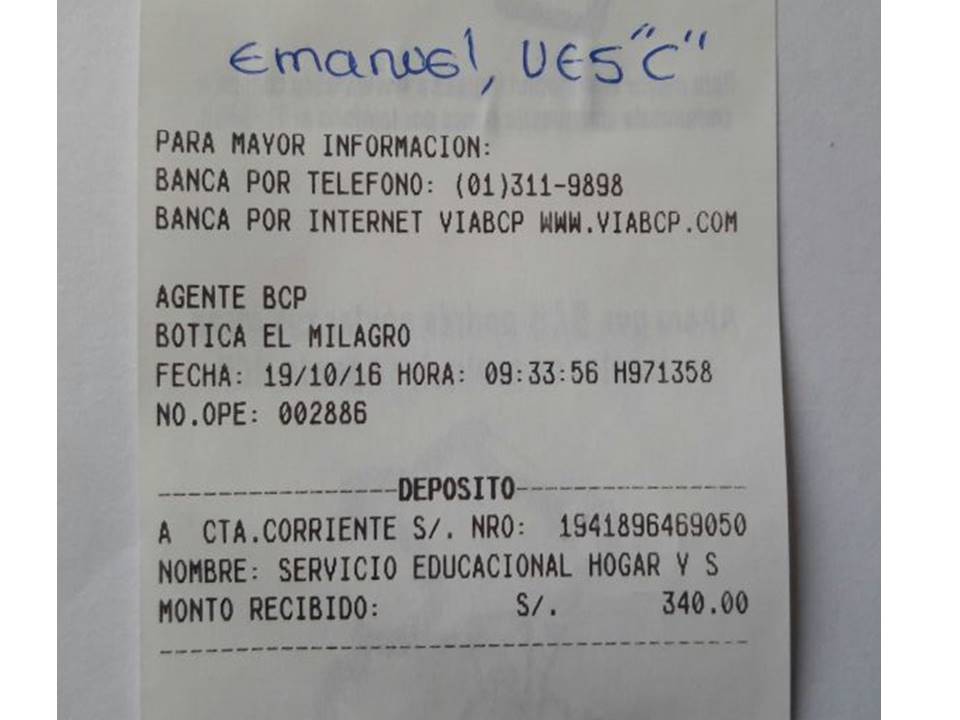 Emanuel, UE5"C"
PARA MAYOR INFORMACION:
BANCA POR TELEFONO: (01)311-9898
BANCA POR INTERNET VIABCP WWW.VIABCP.COM
AGENTE BCP
BOTICA EL MILAGRO
FECHA: 19/10/16 HORA: 09:33:56 H971358
NO.OPE: 002886
DEPOSITO
A CTA.CORRIENTE S/. NRO: 1941896469050
NOMBRE: SERVICIO EDUCACIONAL HOGAR Y S
MONTO RECIBIDO: S/. 340.00